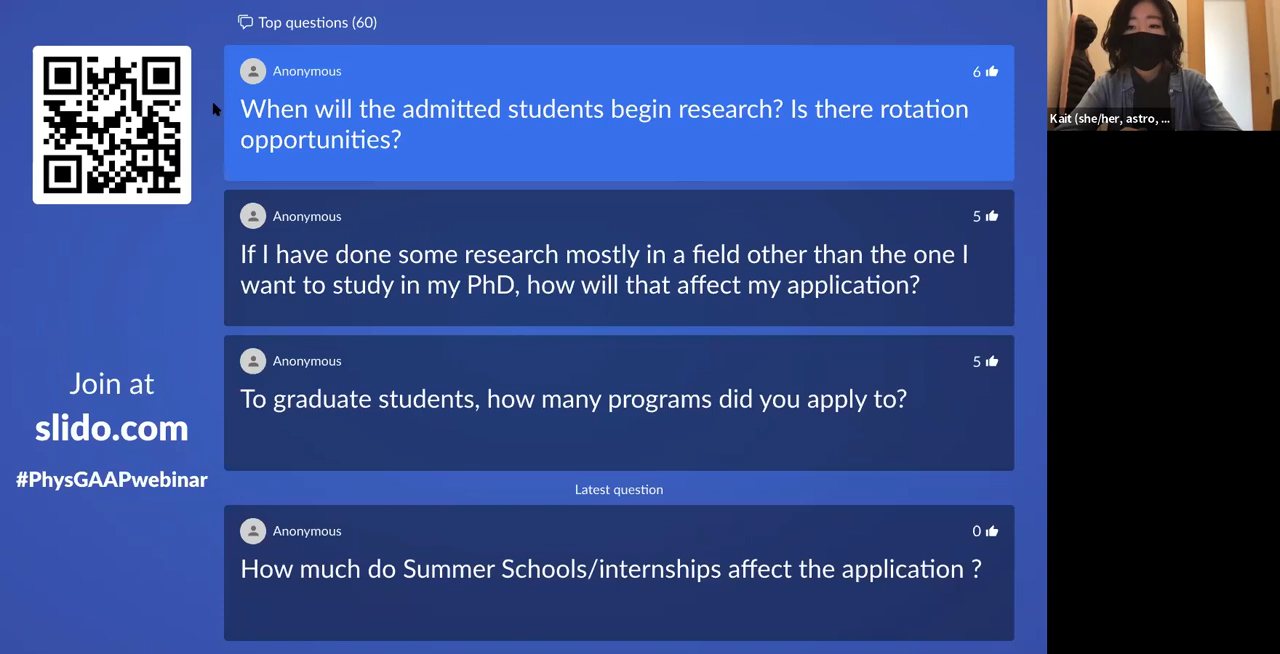 Top questions (60)
Anonymous
6
When will the admitted students begin research? Is there rotation
opportunities?
Anonymous
5
If I have done some research mostly in a field other than the one I
want to study in my PhD, how will that affect my application?
Anonymous
5
To graduate students, how many programs did you apply to?
Latest question
Anonymous
0
How much do Summer Schools/internships affect the application ?
Join at
slido.com
#PhysGAAPwebinar
Kait (she/her, astro, ...